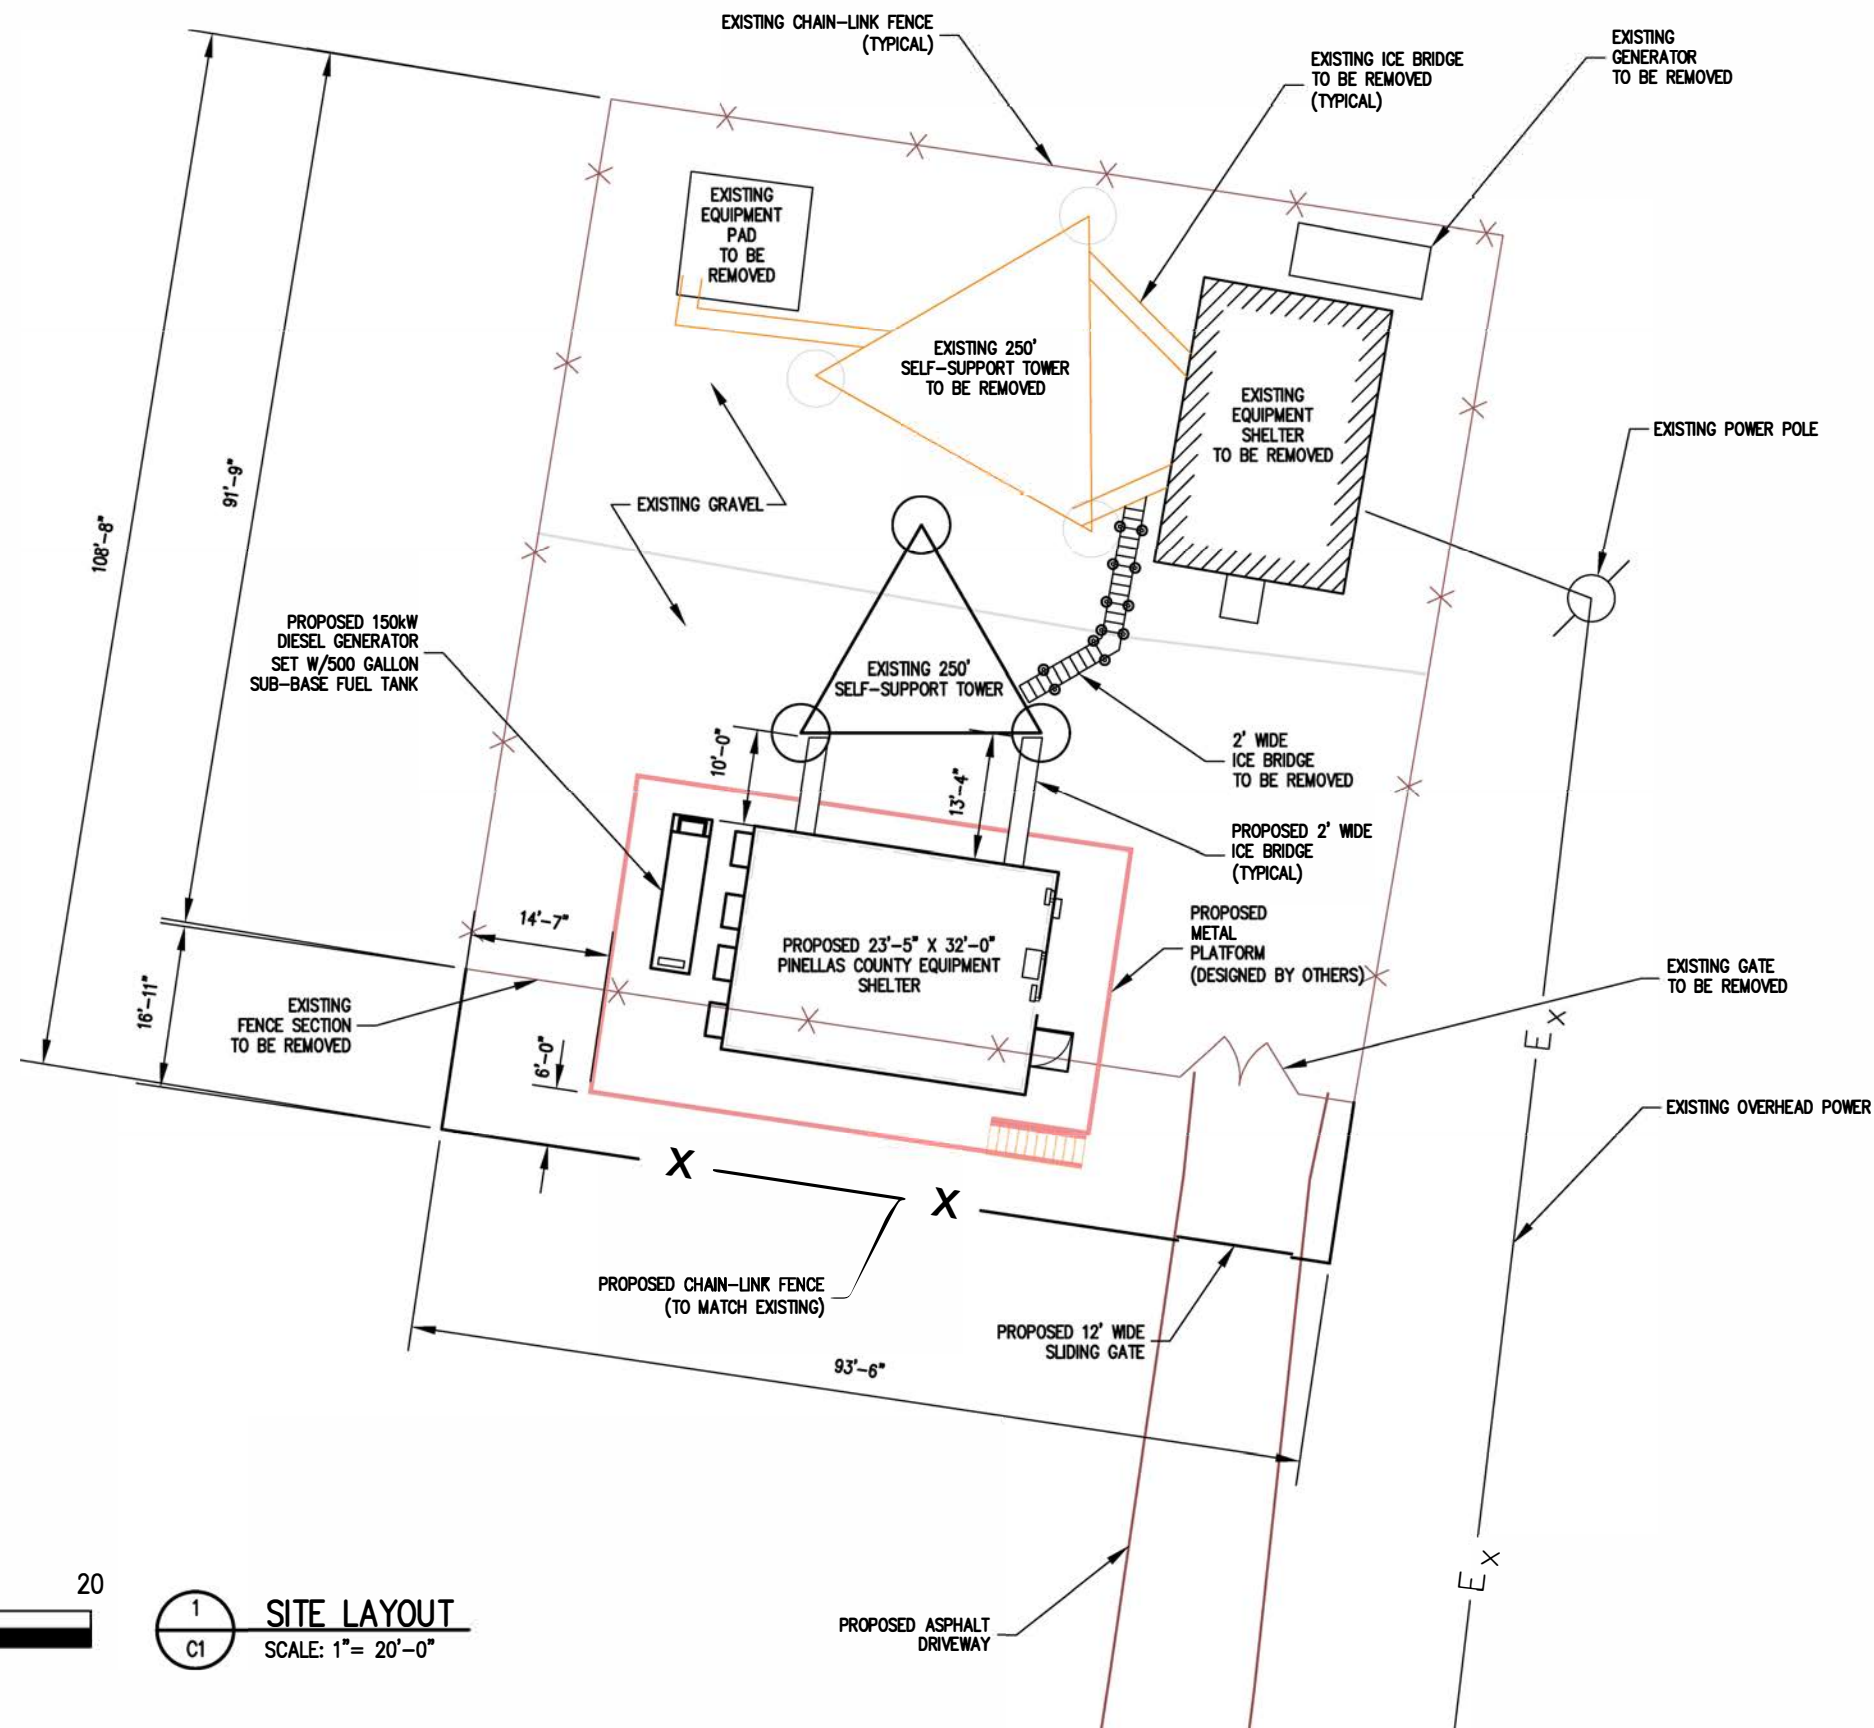 EXISTING CHAIN-LINK FENCE
(TYPICAL)
EXISTING ICE BRIDGE
TO BE REMOVED
(TYPICAL)
EXISTING
GENERATOR
TO BE REMOVED
EXISTING
EQUIPMENT
PAD
TO BE
REMOVED
EXISTING 250'
SELF-SUPPORT TOWER
TO BE REMOVED
EXISTING
EQUIPMENT
SHELTER
TO BE REMOVED
EXISTING POWER POLE
91'-9"
108'-8"
EXISTING GRAVEL
PROPOSED 150kW
DIESEL GENERATOR
SET W/500 GALLON
SUB-BASE FUEL TANK
EXISTING 250'
SELF-SUPPORT TOWER
10'-0"
13'-4"
2' WIDE
ICE BRIDGE
TO BE REMOVED
PROPOSED 2' WIDE
ICE BRIDGE
(TYPICAL)
14'-7"
PROPOSED 23'-5" X 32'-0"
PINELLAS COUNTY EQUIPMENT
SHELTER
PROPOSED
METAL
PLATFORM
(DESIGNED BY OTHERS)
EXISTING GATE
TO BE REMOVED
16'-11"
EXISTING
FENCE SECTION
TO BE REMOVED
6'-0"
EX
EXISTING OVERHEAD POWER
X
X
PROPOSED CHAIN-LINK FENCE
(TO MATCH EXISTING)
PROPOSED 12' WIDE
SLIDING GATE
93'-6"
EX
20
1
C1
SITE LAYOUT
SCALE: 1"= 20'-0"
PROPOSED ASPHALT
DRIVEWAY